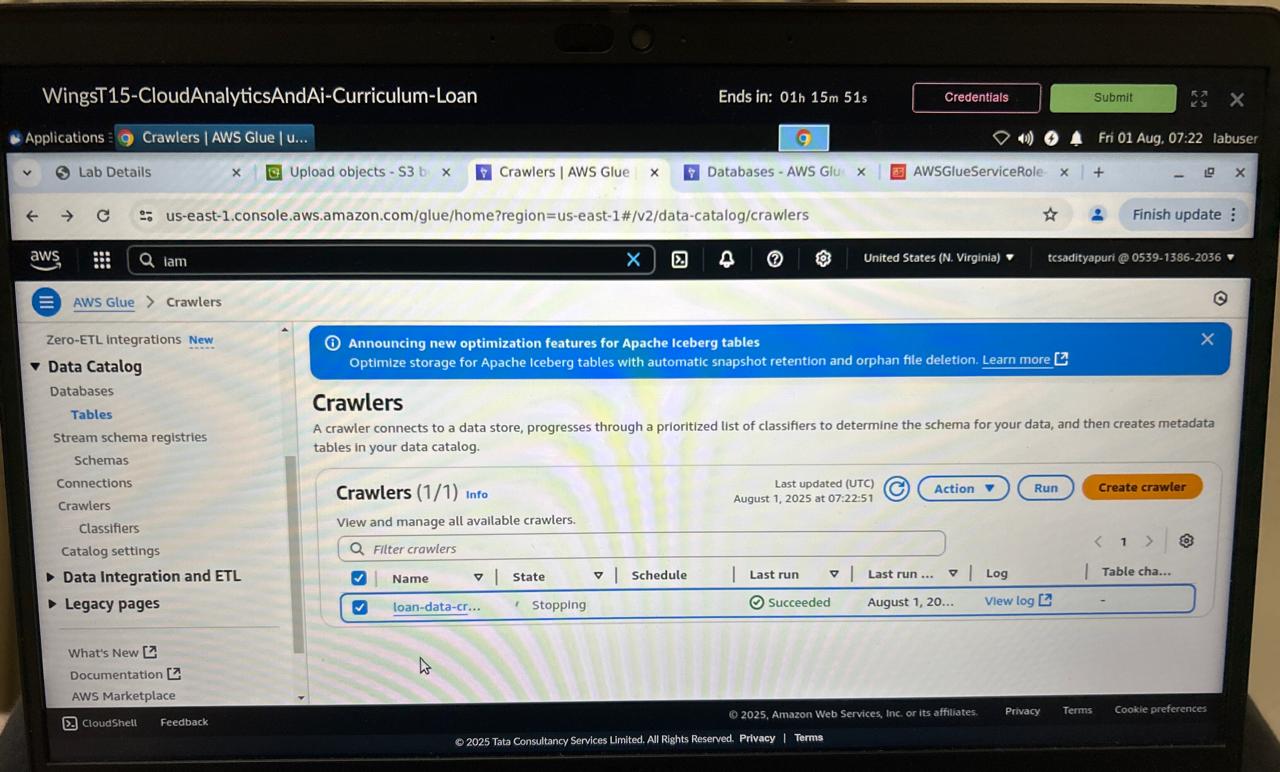 WingsT15-CloudAnalyticsAndAi-Curriculum-Loan
Ends in: 01h 15m 51s
Credentials
Submit
Applications
Crawlers | AWS Glue | u...
Fri 01 Aug, 07:22 labuser
Lab Details
Upload objects - S3 b
Crawlers | AWS Glue
Databases - AWS Glu
AWSGlueServiceRole-
us-east-1.console.aws.amazon.com/glue/home?region=us-east-1#/v2/data-catalog/crawlers
Finish update
aws
iam
United States (N. Virginia)
tcsadityapuri @ 0539-1386-2036
AWS Glue > Crawlers
Zero-ETL integrations New
Data Catalog
Databases
Tables
Stream schema registries
Schemas
Connections
Crawlers
Classifiers
Catalog settings
Data Integration and ETL
Legacy pages
What's New
Documentation
AWS Marketplace
Announcing new optimization features for Apache Iceberg tables
Optimize storage for Apache Iceberg tables with automatic snapshot retention and orphan file deletion. Learn more
Crawlers
A crawler connects to a data store, progresses through a prioritized list of classifiers to determine the schema for your data, and then creates metadata
tables in your data catalog.
Crawlers (1/1) Info
Last updated (UTC)
August 1, 2025 at 07:22:51
Action
Run
Create crawler
View and manage all available crawlers.
Filter crawlers
1
Name
State
Schedule
Last run
Last run ...
Log
Table cha...
loan-data-cr...
Stopping
Succeeded
August 1, 20...
View log
-
CloudShell
Feedback
© 2025, Amazon Web Services, Inc. or its affiliates.
Privacy
Terms
Cookie preferences
© 2025 Tata Consultancy Services Limited. All Rights Reserved. Privacy | Terms